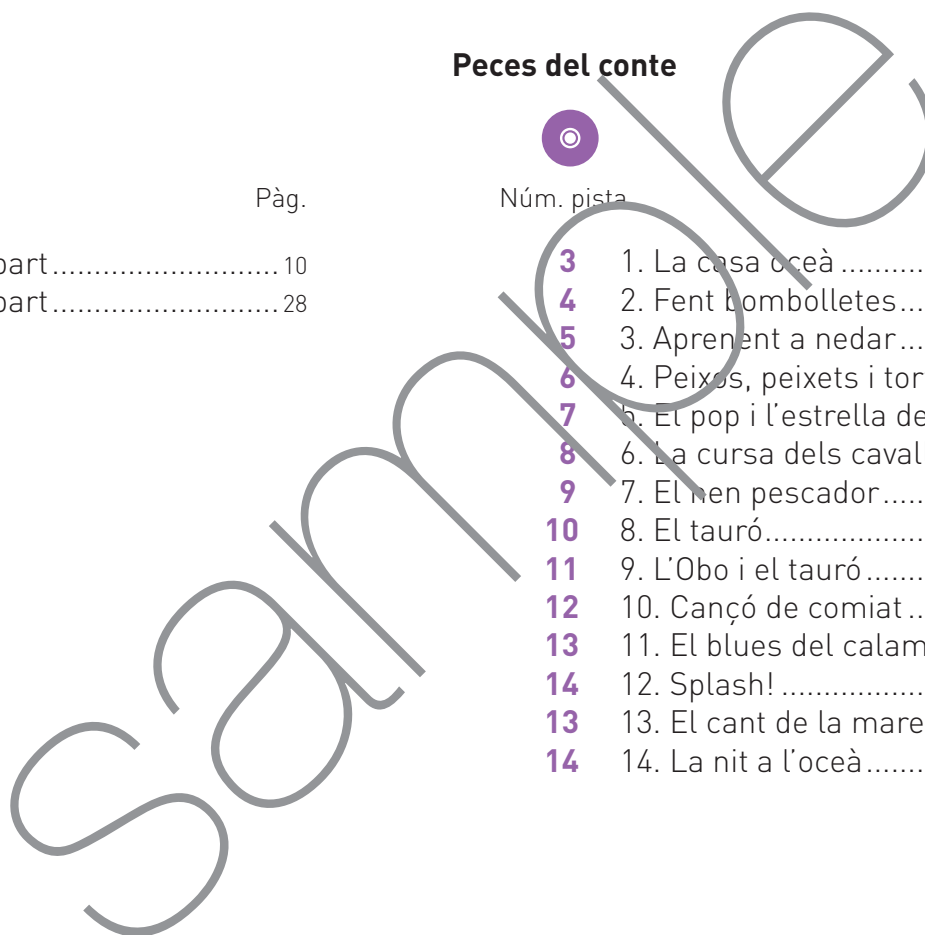 Peces del conte
Pàg.
part 10
part 28
Núm. pista
3 1. La casa oceà
4 2. Fent bombolletes
5 3. Aprenent a nedar
6 4. Peixos, peixets i tor
7 5. El pop i l'estrella de
8 6. La cursa dels caval
9 7. El nen pescador
10 8. El tauró
11 9. L'Obo i el tauró
12 10. Cançó de comiat
13 11. El blues del calam
14 12. Splash!
13 13. El cant de la mare
14 14. La nit a l'oceà
sample